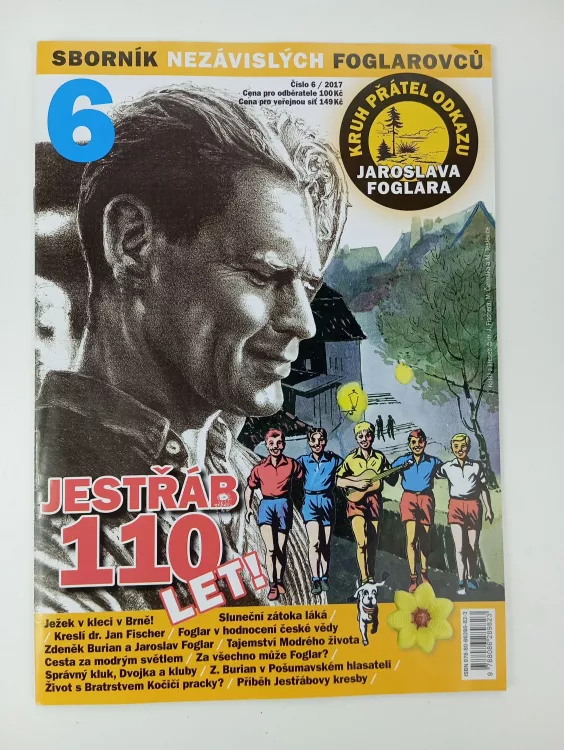 SBORNÍK NEZÁVISLÝCH FOGLAROVCŮ
6
Číslo 6 / 2017
Cena pro odběratele 100 Kč
Cena pro veřejnou síť 149 Kč
KRUH PŘÁTEL ODKAZU
JAROSLAVA
FOGLARA
JESTŘÁB
110
LET!
Ježek v kleci v Brně! / Sluneční zátoka láká /
Kreslí dr. Jan Fischer / Foglar v hodnocení české vědy
Zdeněk Burian a Jaroslav Foglar / Tajemství Modrého života
Cesta za modrým světlem / Za všechno může Foglar? /
Správný kluk, Dvojka a kluby / Z. Burian v Pošumavském hlasateli /
Život s Bratrstvem Kočičí pracky? / Příběh Jestřábovy kresby /